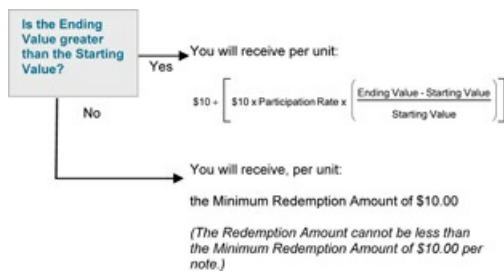 Is the Ending
Value greater
than the Starting
Value?
Yes
You will receive per unit:
$10 + [ $10 x Participation Rate x ( Ending Value - Starting Value
Starting Value ) ]
No
You will receive, per unit:
the Minimum Redemption Amount of $10.00
(The Redemption Amount cannot be less than
the Minimum Redemption Amount of $10.00 per
note.)